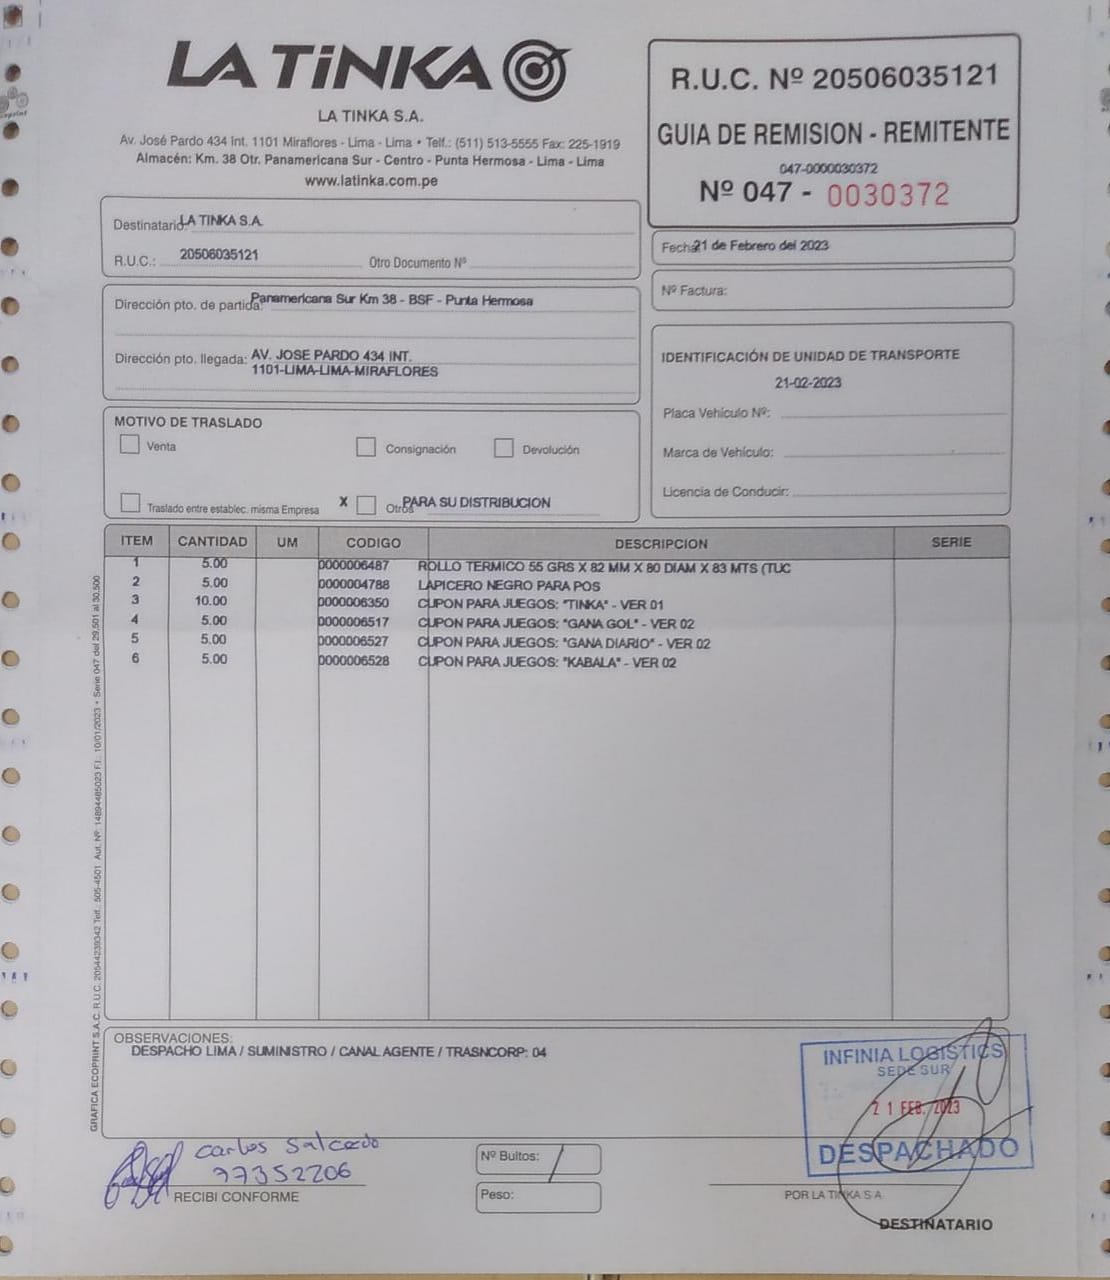 LA TiNKA
LA TINKA S.A.
Av. José Pardo 434 Int. 1101 Miraflores - Lima - Lima • Telf.: (511) 513-5555 Fax: 225-1919
Almacén: Km. 38 Otr. Panamericana Sur - Centro - Punta Hermosa - Lima - Lima
www.latinka.com.pe
R.U.C. Nº 20506035121
GUIA DE REMISION - REMITENTE
047-0000030372
Nº 047 - 0030372
Destinatario: LA TINKA S.A.
R.U.C.: 20506035121 Otro Documento Nº
Fecha 21 de Febrero del 2023
Nº Factura:
Dirección pto. de partida: Panamericana Sur Km 38 - BSF - Punta Hermosa
Dirección pto. llegada: AV. JOSE PARDO 434 INT.
1101-LIMA-LIMA-MIRAFLORES
IDENTIFICACIÓN DE UNIDAD DE TRANSPORTE
21-02-2023
Placa Vehículo Nº:
Marca de Vehículo:
Licencia de Conducir:
MOTIVO DE TRASLADO
Venta Consignación Devolución
Traslado entre establec. misma Empresa X Otros PARA SU DISTRIBUCION
ITEM CANTIDAD UM CODIGO DESCRIPCION SERIE
1 5.00 0000006487 ROLLO TERMICO 55 GRS X 82 MM X 80 DIAM X 83 MTS (TUC
2 5.00 0000004788 LAPICERO NEGRO PARA POS
3 10.00 0000006350 CUPON PARA JUEGOS: "TINKA" - VER 01
4 5.00 0000006517 CUPON PARA JUEGOS: "GANA GOL" - VER 02
5 5.00 0000006527 CUPON PARA JUEGOS: "GANA DIARIO" - VER 02
6 5.00 0000006528 CUPON PARA JUEGOS: "KABALA" - VER 02
GRAFICA ECOPRINT S.A.C. R.U.C. 20544239342 Telf.: 505-4501 Aut. Nº: 14894485023 F.I.: 10/01/2023 • Serie 047 del 29,501 al 30,500
OBSERVACIONES:
DESPACHO LIMA / SUMINISTRO / CANAL AGENTE / TRASNCORP: 04
INFINIA LOGISTICS
SEDE SUR
21 FEB. 2023
DESPACHADO
Carlos Salcedo
77352206
RECIBI CONFORME
Nº Bultos: /
Peso:
POR LA TINKA S.A.
DESTINATARIO